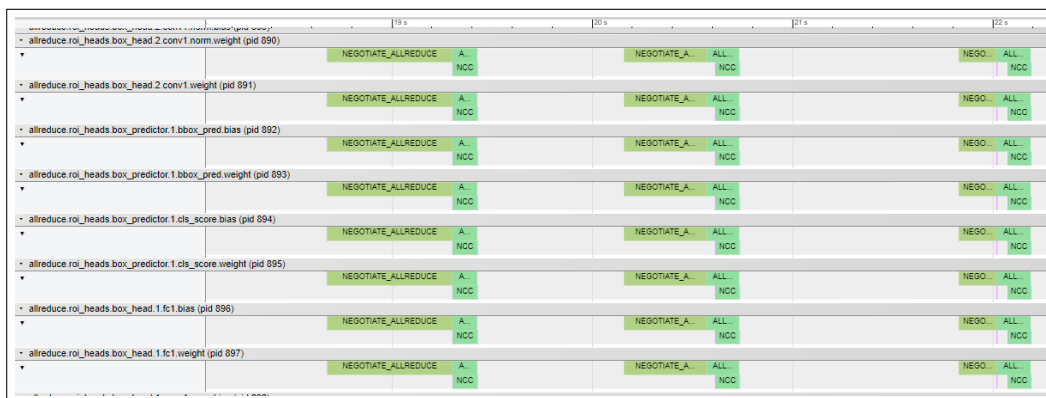 19 s 20 s 21 s 22 s
allreduce.roi_heads.box_head.2.conv1.norm.weight (pid 890)
NEGOTIATE_ALLREDUCE A... NEGOTIATE_A... ALL... NEGO... ALL...
NCC NCC NCC
allreduce.roi_heads.box_head.2.conv1.weight (pid 891)
NEGOTIATE_ALLREDUCE A... NEGOTIATE_A... ALL... NEGO... ALL...
NCC NCC NCC
allreduce.roi_heads.box_predictor.1.bbox_pred.bias (pid 892)
NEGOTIATE_ALLREDUCE A... NEGOTIATE_A... ALL... NEGO... ALL...
NCC NCC NCC
allreduce.roi_heads.box_predictor.1.bbox_pred.weight (pid 893)
NEGOTIATE_ALLREDUCE A... NEGOTIATE_A... ALL... NEGO... ALL...
NCC NCC NCC
allreduce.roi_heads.box_predictor.1.cls_score.bias (pid 894)
NEGOTIATE_ALLREDUCE A... NEGOTIATE_A... ALL... NEGO... ALL...
NCC NCC NCC
allreduce.roi_heads.box_predictor.1.cls_score.weight (pid 895)
NEGOTIATE_ALLREDUCE A... NEGOTIATE_A... ALL... NEGO... ALL...
NCC NCC NCC
allreduce.roi_heads.box_head.1.fc1.bias (pid 896)
NEGOTIATE_ALLREDUCE A... NEGOTIATE_A... ALL... NEGO... ALL...
NCC NCC NCC
allreduce.roi_heads.box_head.1.fc1.weight (pid 897)
NEGOTIATE_ALLREDUCE A... NEGOTIATE_A... ALL... NEGO... ALL...
NCC NCC NCC